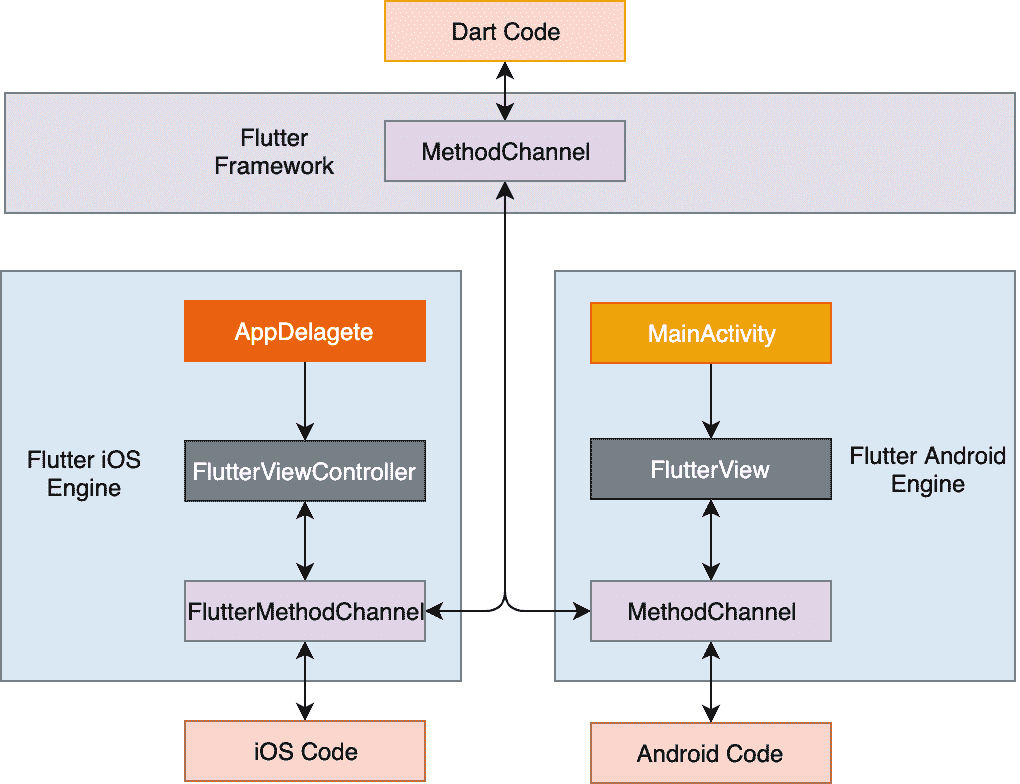 Dart Code
Flutter
Framework
MethodChannel
AppDelagete
MainActivity
Flutter iOS
Engine
FlutterViewController
FlutterView
Flutter Android
Engine
FlutterMethodChannel
MethodChannel
iOS Code
Android Code